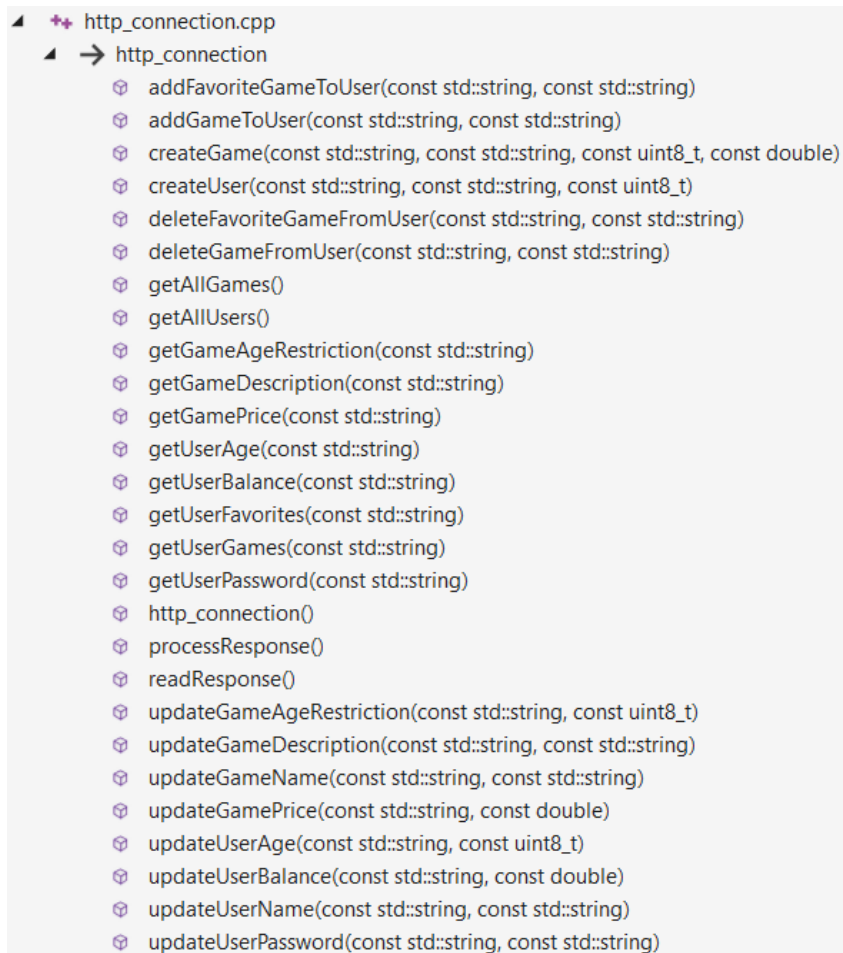 http_connection.cpp
http_connection
addFavoriteGameToUser(const std::string, const std::string)
addGameToUser(const std::string, const std::string)
createGame(const std::string, const std::string, const uint8_t, const double)
createUser(const std::string, const std::string, const uint8_t)
deleteFavoriteGameFromUser(const std::string, const std::string)
deleteGameFromUser(const std::string, const std::string)
getAllGames()
getAllUsers()
getGameAgeRestriction(const std::string)
getGameDescription(const std::string)
getGamePrice(const std::string)
getUserAge(const std::string)
getUserBalance(const std::string)
getUserFavorites(const std::string)
getUserGames(const std::string)
getUserPassword(const std::string)
http_connection()
processResponse()
readResponse()
updateGameAgeRestriction(const std::string, const uint8_t)
updateGameDescription(const std::string, const std::string)
updateGameName(const std::string, const std::string)
updateGamePrice(const std::string, const double)
updateUserAge(const std::string, const uint8_t)
updateUserBalance(const std::string, const double)
updateUserName(const std::string, const std::string)
updateUserPassword(const std::string, const std::string)